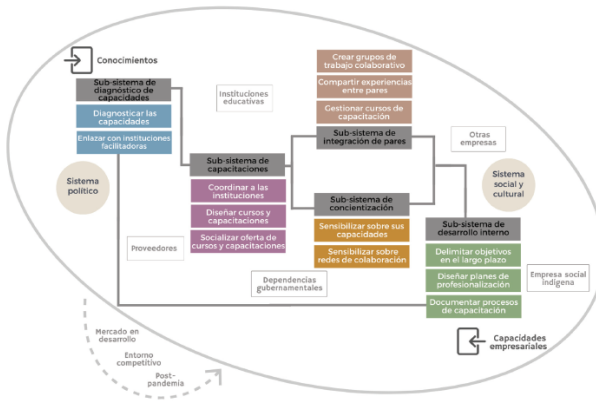 Conocimientos
Sub-sistema de
diagnóstico de
capacidades
Diagnosticar las
capacidades
Enlazar con instituciones
facilitadoras
Sistema
político
Instituciones
educativas
Sub-sistema de
capacitaciones
Coordinar a las
instituciones
Diseñar cursos y
capacitaciones
Socializar oferta de
cursos y capacitaciones
Proveedores
Crear grupos de
trabajo colaborativo
Compartir experiencias
entre pares
Gestionar cursos de
capacitación
Sub-sistema de
integración de pares
Sub-sistema de
concientización
Sensibilizar sobre sus
capacidades
Sensibilizar sobre
redes de colaboración
Dependencias
gubernamentales
Otras
empresas
Sistema
social y
cultural
Sub-sistema de
desarrollo interno
Delimitar objetivos
en el largo plazo
Diseñar planes de
profesionalización
Documentar procesos
de capacitación
Empresa social
indígena
Capacidades
empresariales
Mercado en
desarrollo
Entorno
competitivo
Post-
pandemia